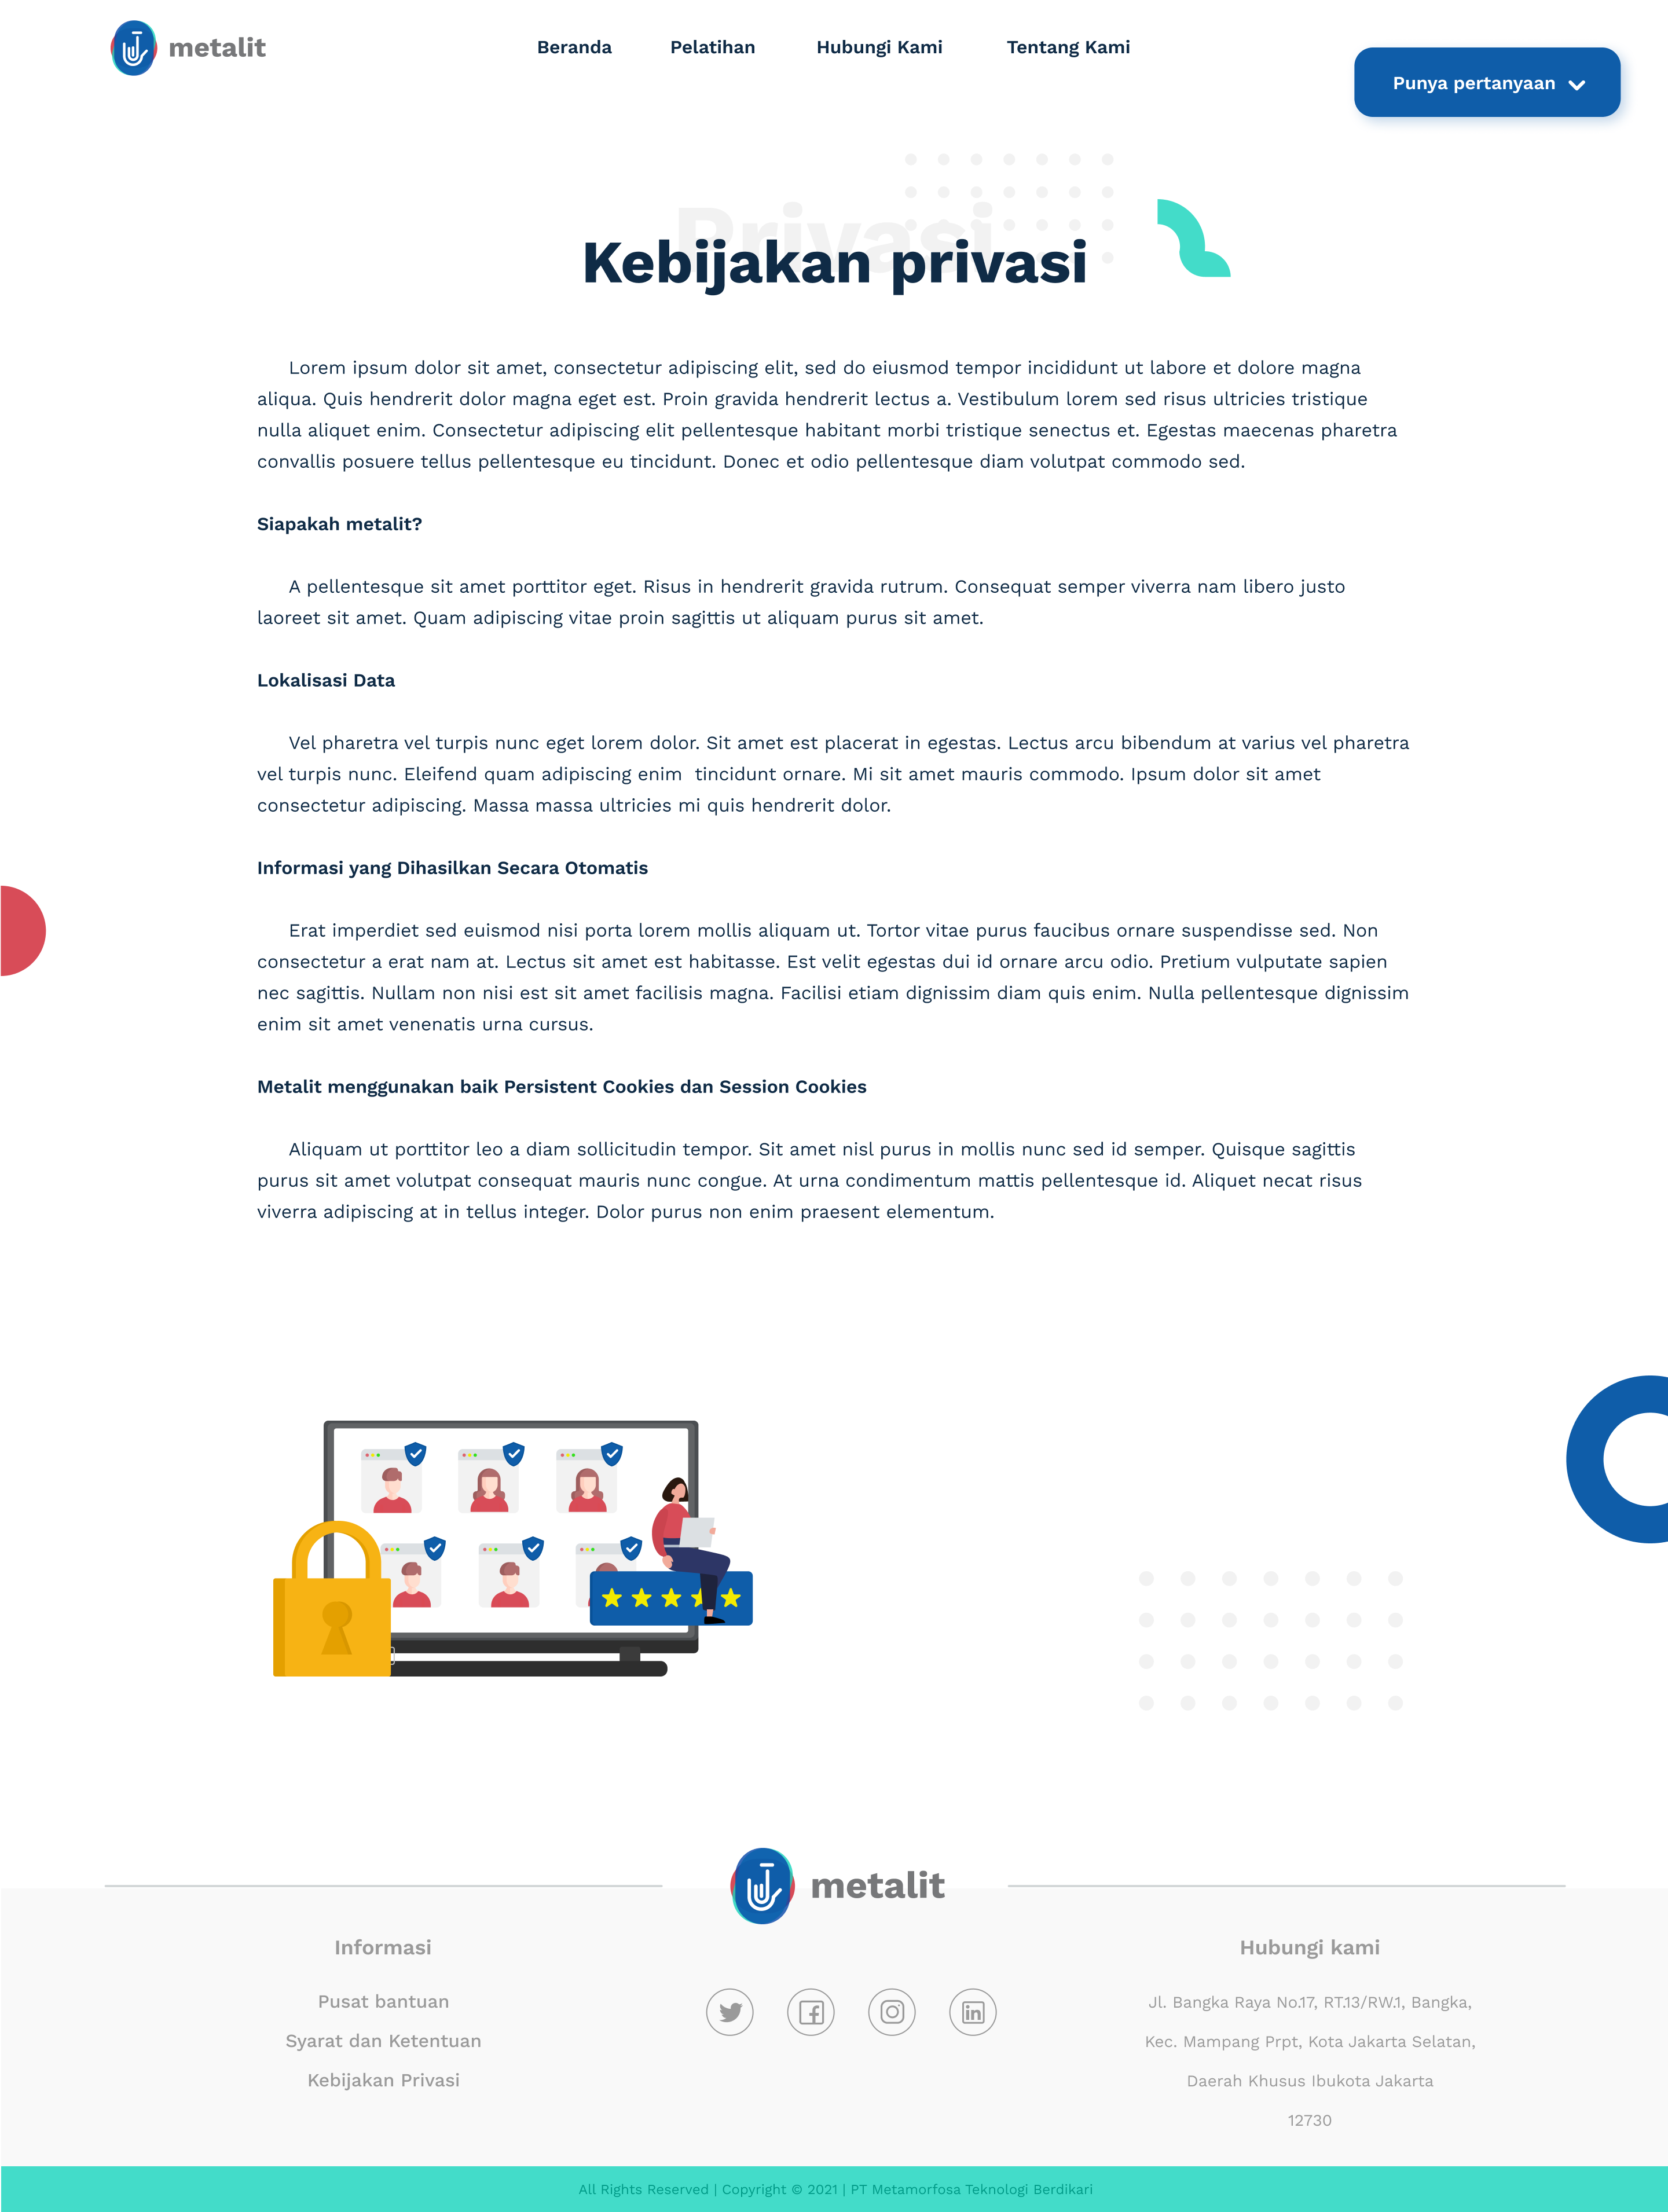 metalit
Beranda
Pelatihan
Hubungi Kami
Tentang Kami
Punya pertanyaan
Privasi
Kebijakan privasi
Lorem ipsum dolor sit amet, consectetur adipiscing elit, sed do eiusmod tempor incididunt ut labore et dolore magna
aliqua. Quis hendrerit dolor magna eget est. Proin gravida hendrerit lectus a. Vestibulum lorem sed risus ultricies tristique
nulla aliquet enim. Consectetur adipiscing elit pellentesque habitant morbi tristique senectus et. Egestas maecenas pharetra
convallis posuere tellus pellentesque eu tincidunt. Donec et odio pellentesque diam volutpat commodo sed.
Siapakah metalit?
A pellentesque sit amet porttitor eget. Risus in hendrerit gravida rutrum. Consequat semper viverra nam libero justo
laoreet sit amet. Quam adipiscing vitae proin sagittis ut aliquam purus sit amet.
Lokalisasi Data
Vel pharetra vel turpis nunc eget lorem dolor. Sit amet est placerat in egestas. Lectus arcu bibendum at varius vel pharetra
vel turpis nunc. Eleifend quam adipiscing enim  tincidunt ornare. Mi sit amet mauris commodo. Ipsum dolor sit amet
consectetur adipiscing. Massa massa ultricies mi quis hendrerit dolor.
Informasi yang Dihasilkan Secara Otomatis
Erat imperdiet sed euismod nisi porta lorem mollis aliquam ut. Tortor vitae purus faucibus ornare suspendisse sed. Non
consectetur a erat nam at. Lectus sit amet est habitasse. Est velit egestas dui id ornare arcu odio. Pretium vulputate sapien
nec sagittis. Nullam non nisi est sit amet facilisis magna. Facilisi etiam dignissim diam quis enim. Nulla pellentesque dignissim
enim sit amet venenatis urna cursus.
Metalit menggunakan baik Persistent Cookies dan Session Cookies
Aliquam ut porttitor leo a diam sollicitudin tempor. Sit amet nisl purus in mollis nunc sed id semper. Quisque sagittis
purus sit amet volutpat consequat mauris nunc congue. At urna condimentum mattis pellentesque id. Aliquet necat risus
viverra adipiscing at in tellus integer. Dolor purus non enim praesent elementum.
metalit
Informasi
Pusat bantuan
Syarat dan Ketentuan
Kebijakan Privasi
Hubungi kami
Jl. Bangka Raya No.17, RT.13/RW.1, Bangka,
Kec. Mampang Prpt, Kota Jakarta Selatan,
Daerah Khusus Ibukota Jakarta
12730
All Rights Reserved | Copyright © 2021 | PT Metamorfosa Teknologi Berdikari